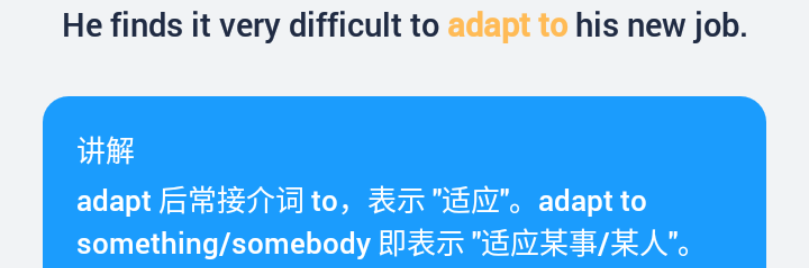 He finds it very difficult to adapt to his new job.
讲解
adapt 后常接介词 to，表示 "适应"。adapt to
something/somebody 即表示 "适应某事/某人"。